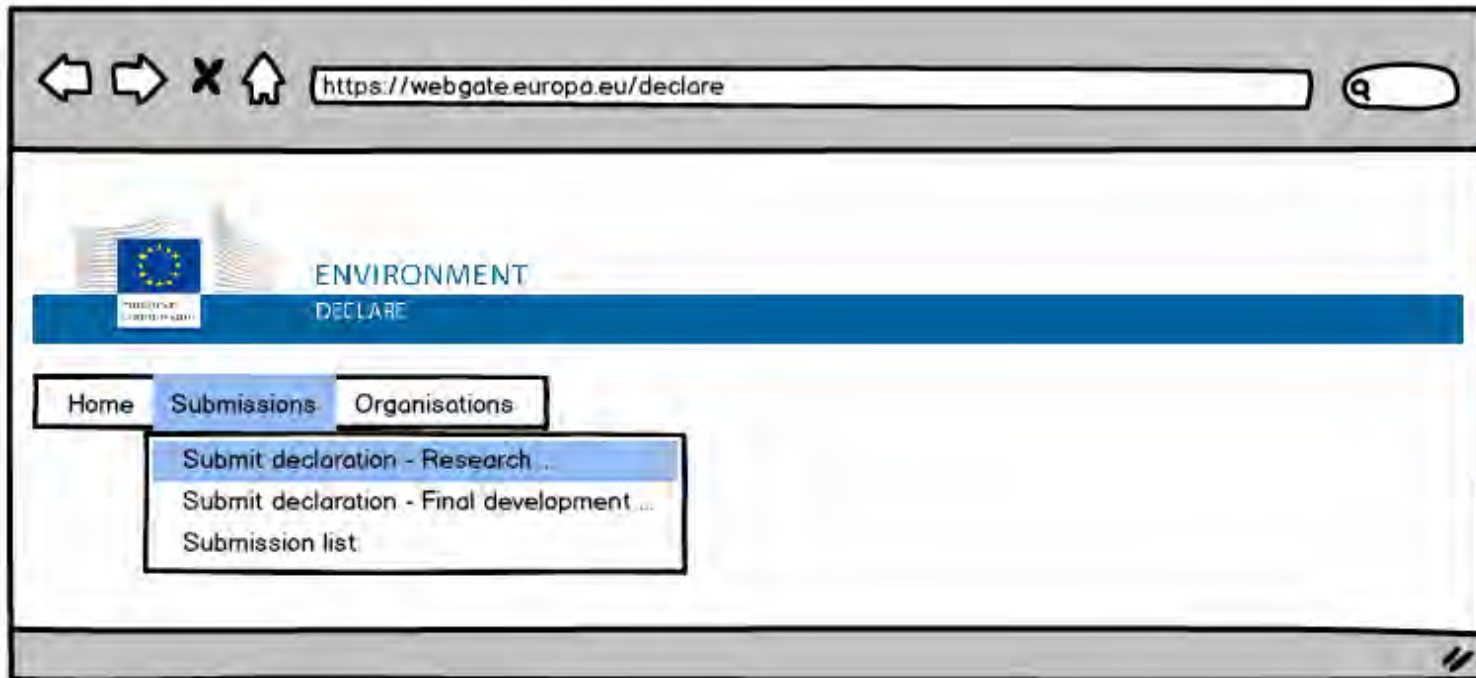 https://webgate.europa.eu/declare
ENVIRONMENT
DECLARE
Home Submissions Organisations
Submit declaration - Research ...
Submit declaration - Final development ...
Submission list